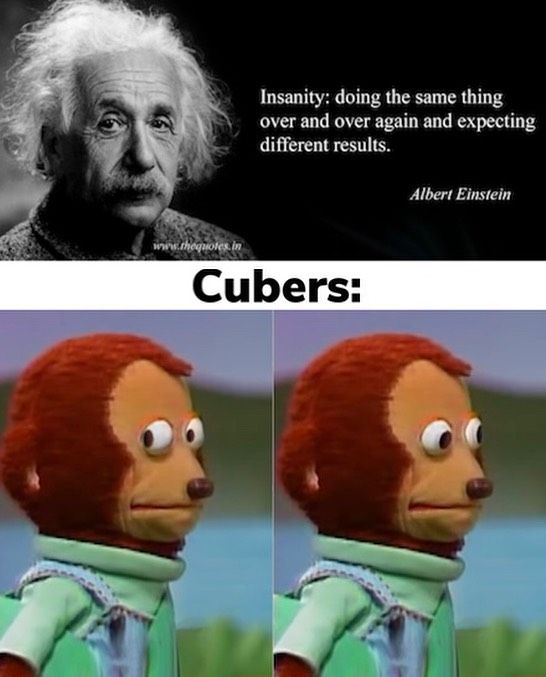 Insanity: doing the same thing
over and over again and expecting
different results.
Albert Einstein
www.thequotes.in
Cubers: